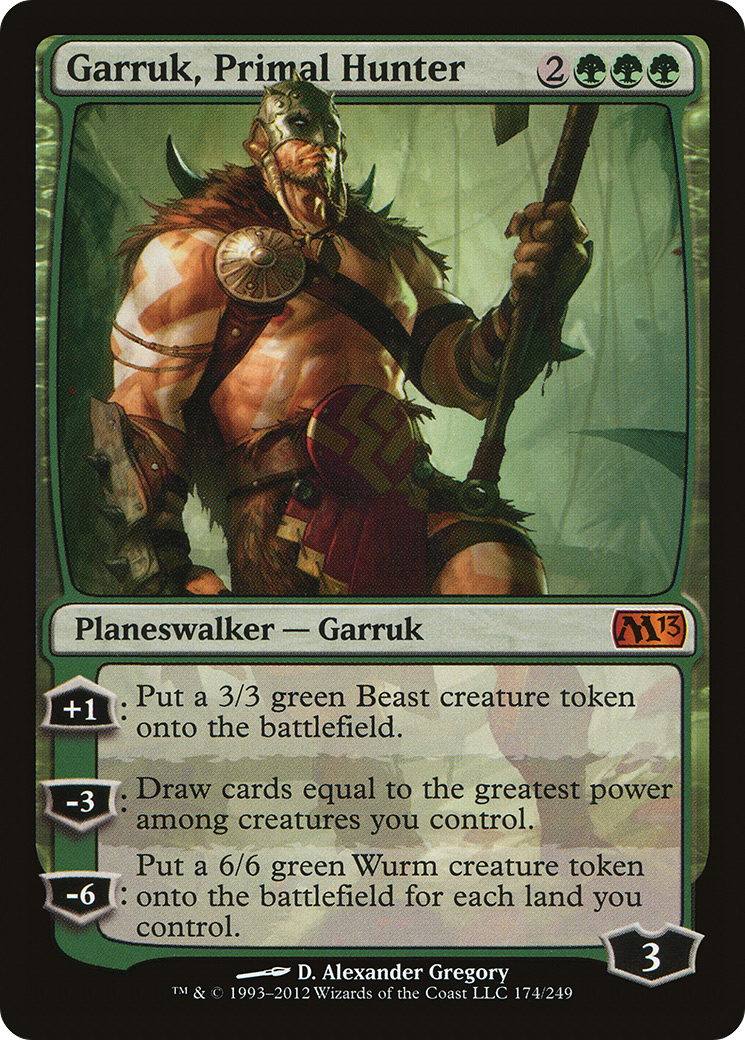 Garruk, Primal Hunter 2
Planeswalker — Garruk M13
+1: Put a 3/3 green Beast creature token
onto the battlefield.
-3: Draw cards equal to the greatest power
among creatures you control.
Put a 6/6 green Wurm creature token
-6: onto the battlefield for each land you
control.
3
D. Alexander Gregory
™ & © 1993–2012 Wizards of the Coast LLC 174/249